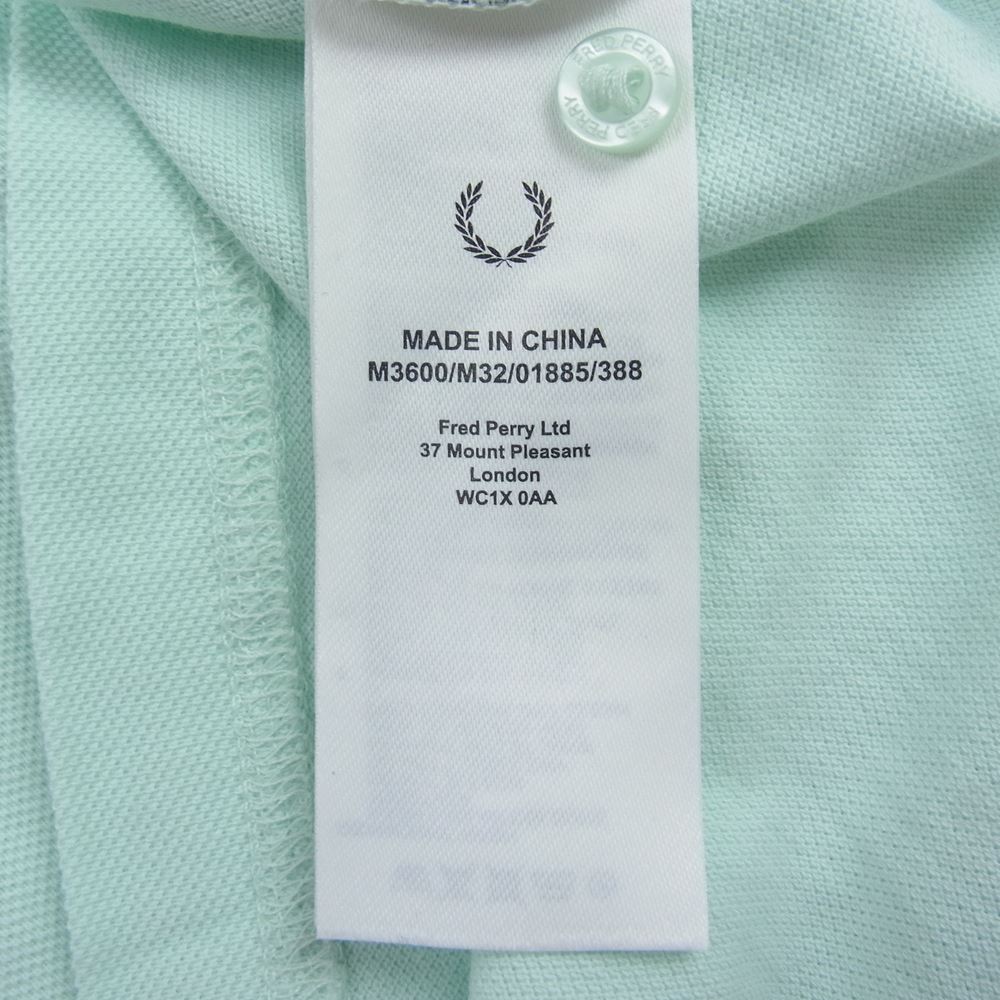 FRED PERRY
FRED PERRY
MADE IN CHINA
M3600/M32/01885/388
Fred Perry Ltd
37 Mount Pleasant
London
WC1X 0AA